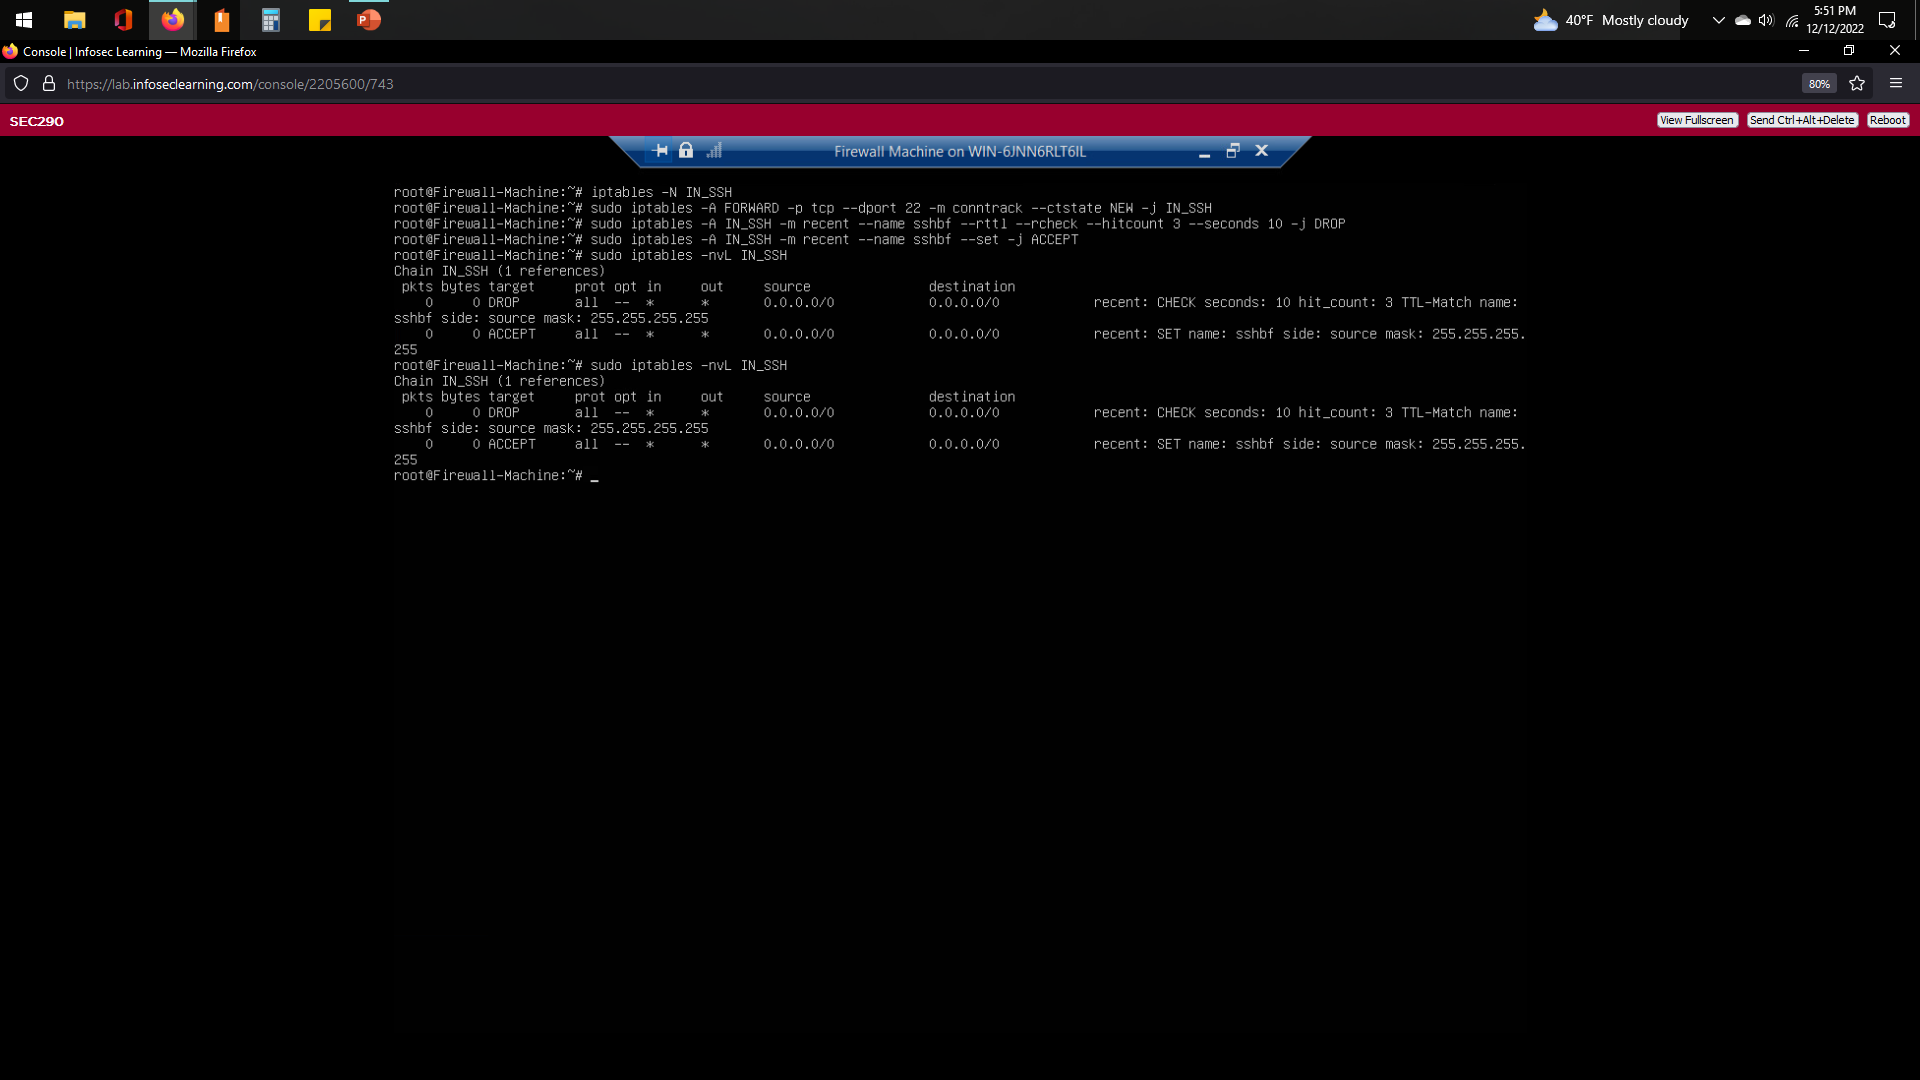 40°F Mostly cloudy
5:51 PM
12/12/2022
Console | Infosec Learning — Mozilla Firefox
https://lab.infoseclearning.com/console/2205600/743
80%
SEC290
View Fullscreen
Send Ctrl+Alt+Delete
Reboot
Firewall Machine on WIN-6JNN6RLT6IL
root@Firewall-Machine:~# iptables -N IN_SSH
root@Firewall-Machine:~# sudo iptables -A FORWARD -p tcp --dport 22 -m conntrack --ctstate NEW -j IN_SSH
root@Firewall-Machine:~# sudo iptables -A IN_SSH -m recent --name sshbf --rttl --rcheck --hitcount 3 --seconds 10 -j DROP
root@Firewall-Machine:~# sudo iptables -A IN_SSH -m recent --name sshbf --set -j ACCEPT
root@Firewall-Machine:~# sudo iptables -nvL IN_SSH
Chain IN_SSH (1 references)
pkts bytes target prot opt in out source destination
0 0 DROP all -- * * 0.0.0.0/0 0.0.0.0/0 recent: CHECK seconds: 10 hit_count: 3 TTL-Match name:
sshbf side: source mask: 255.255.255.255
0 0 ACCEPT all -- * * 0.0.0.0/0 0.0.0.0/0 recent: SET name: sshbf side: source mask: 255.255.255.
255
root@Firewall-Machine:~# sudo iptables -nvL IN_SSH
Chain IN_SSH (1 references)
pkts bytes target prot opt in out source destination
0 0 DROP all -- * * 0.0.0.0/0 0.0.0.0/0 recent: CHECK seconds: 10 hit_count: 3 TTL-Match name:
sshbf side: source mask: 255.255.255.255
0 0 ACCEPT all -- * * 0.0.0.0/0 0.0.0.0/0 recent: SET name: sshbf side: source mask: 255.255.255.
255
root@Firewall-Machine:~# _